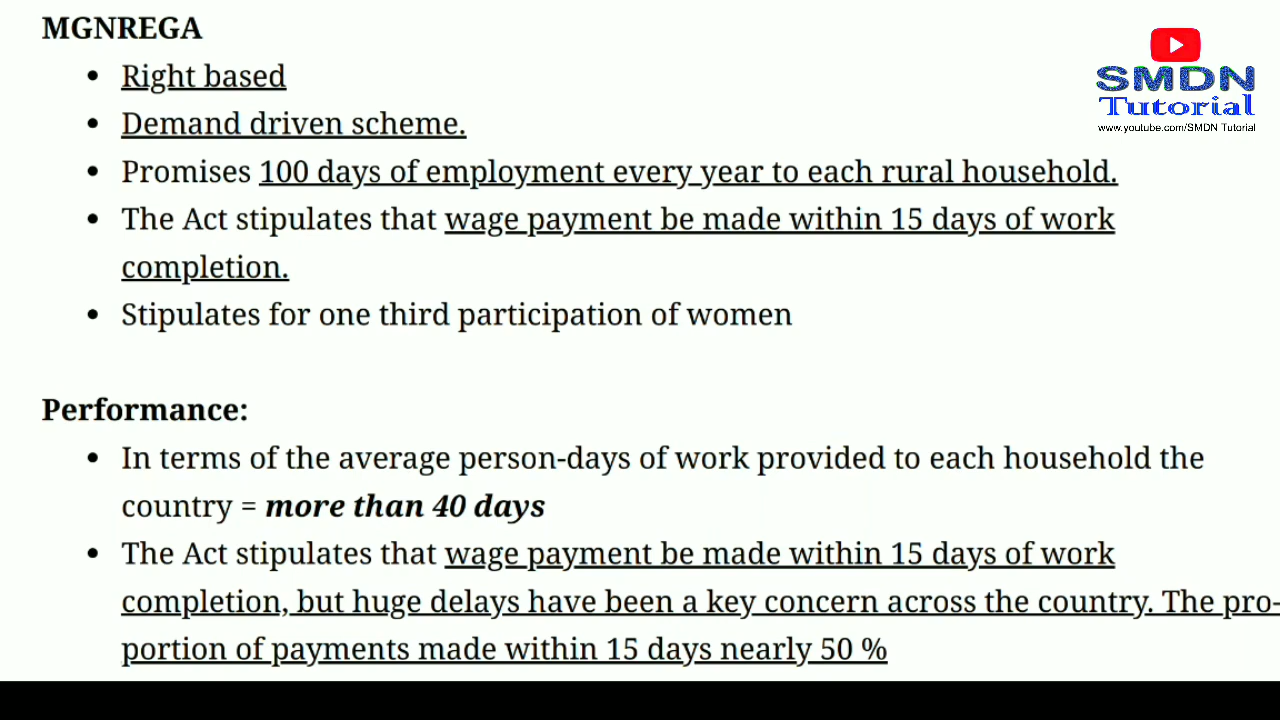 MGNREGA
SMDN
Tutorial
www.youtube.com/SMDN Tutorial
• Right based
• Demand driven scheme.
• Promises 100 days of employment every year to each rural household.
• The Act stipulates that wage payment be made within 15 days of work
completion.
• Stipulates for one third participation of women
Performance:
• In terms of the average person-days of work provided to each household the
country = more than 40 days
• The Act stipulates that wage payment be made within 15 days of work
completion, but huge delays have been a key concern across the country. The pro-
portion of payments made within 15 days nearly 50 %